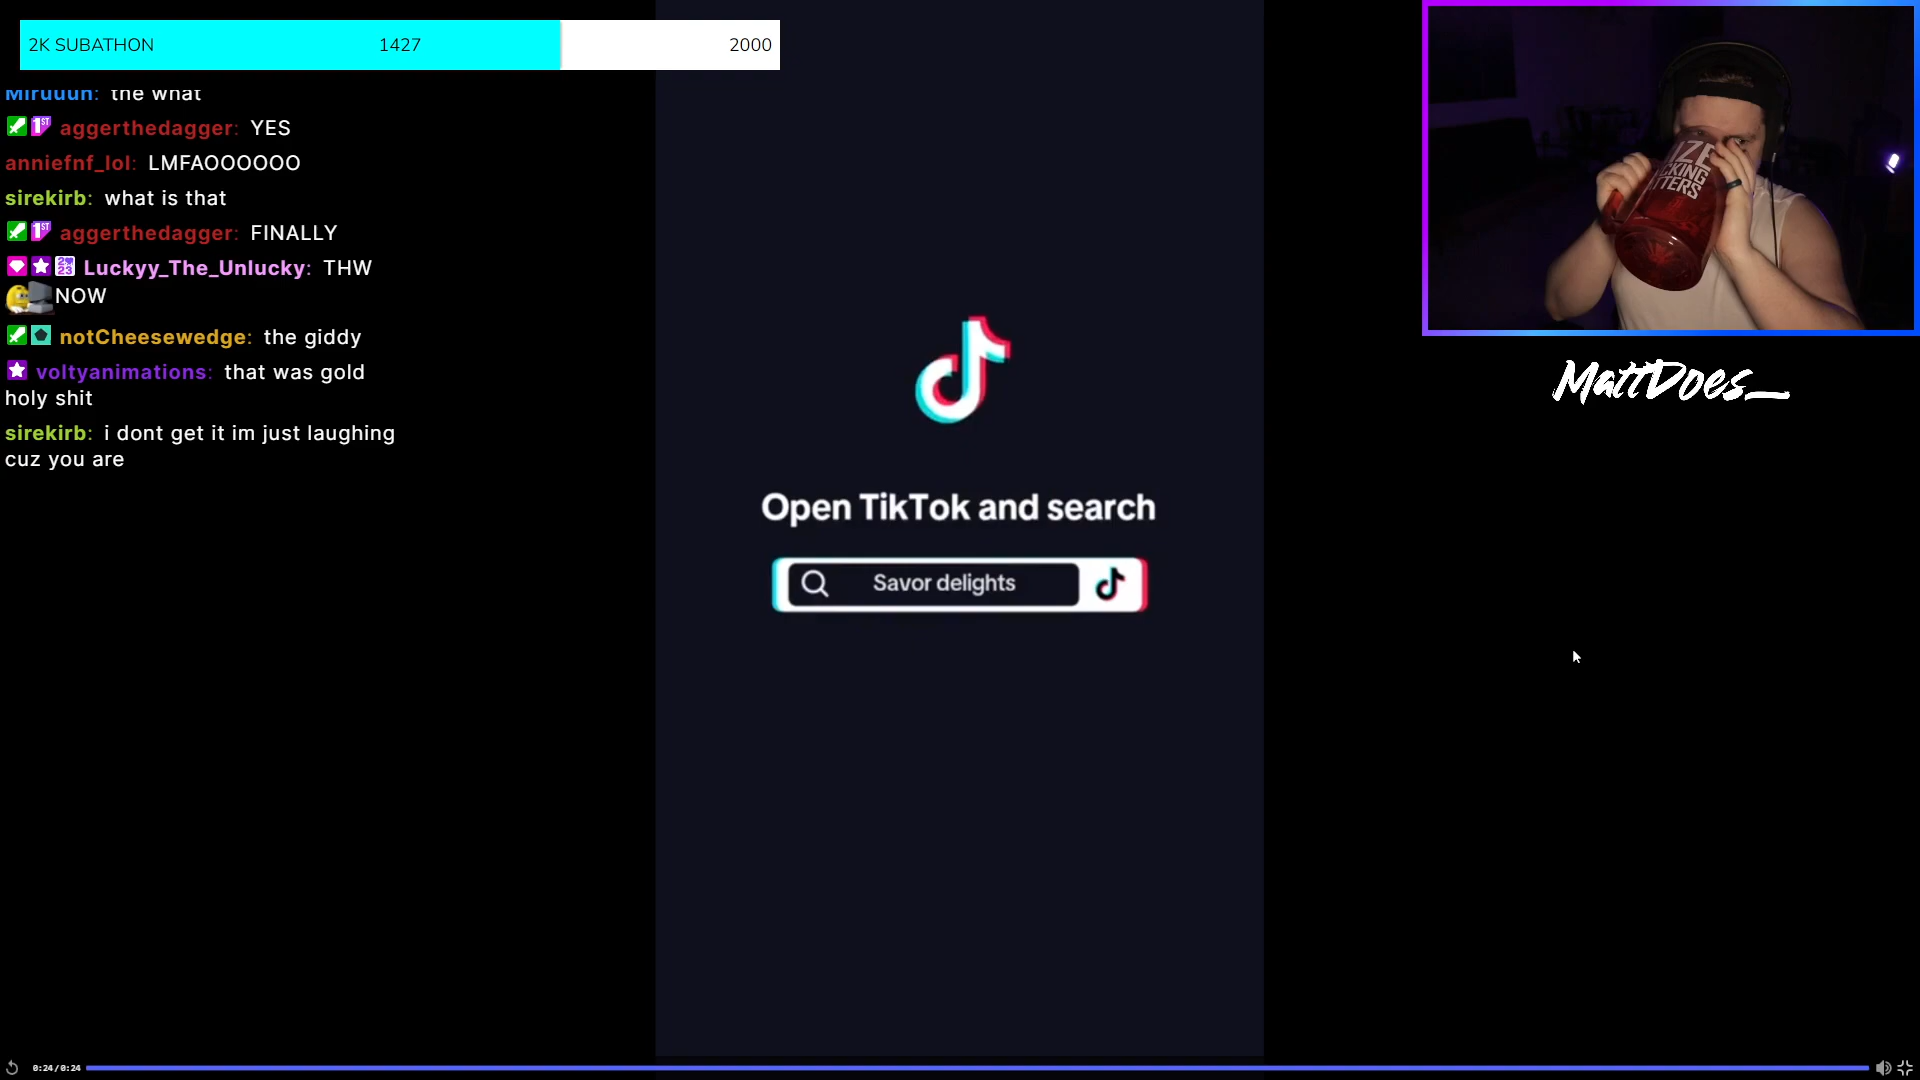 2K SUBATHON 1427 2000
Miruuuh: the what
aggerthedagger: YES
anniefnf_lol: LMFAOOOOOO
sirekirb: what is that
aggerthedagger: FINALLY
Luckyy_The_Unlucky: THW
NOW
notCheesewedge: the giddy
voltyanimations: that was gold
holy shit
sirekirb: i dont get it im just laughing
cuz you are
Open TikTok and search
Savor delights
MattDoes_
0:24/0:24